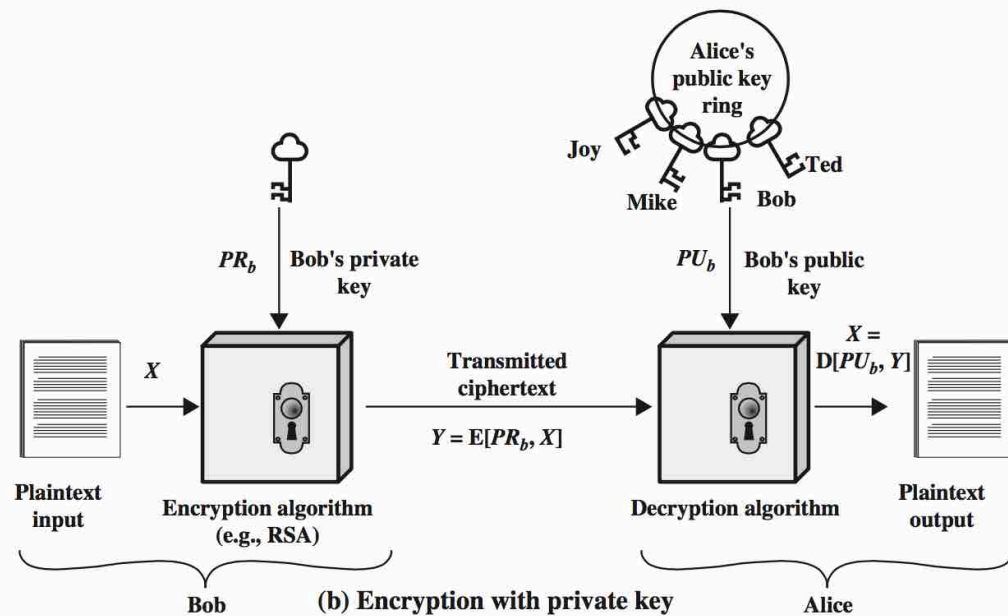 Alice's
public key
ring
Joy
Mike
Bob
Ted
PR_b
Bob's private
key
PU_b
Bob's public
key
X
Transmitted
ciphertext
Y = E[PR_b, X]
X =
D[PU_b, Y]
Plaintext
input
Encryption algorithm
(e.g., RSA)
Decryption algorithm
Plaintext
output
Bob
(b) Encryption with private key
Alice